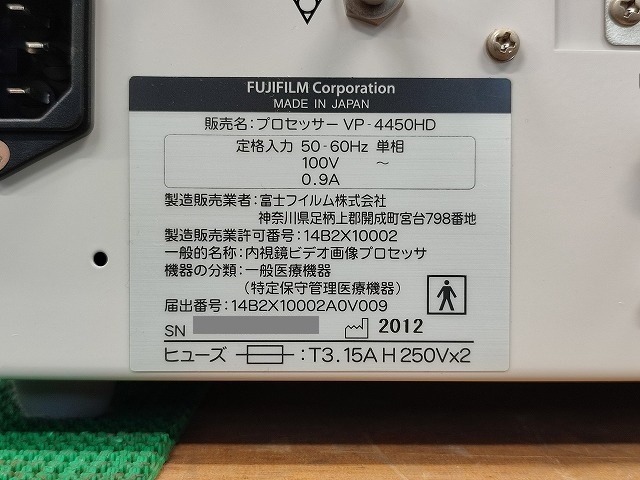 FUJIFILM Corporation
MADE IN JAPAN
販売名：プロセッサー VP-4450HD
定格入力 50-60Hz 単相
100V ～
0.9A
製造販売業者：富士フイルム株式会社
神奈川県足柄上郡開成町宮台798番地
製造販売業許可番号：14B2X10002
一般的名称：内視鏡ビデオ画像プロセッサ
機器の分類：一般医療機器
（特定保守管理医療機器）
届出番号：14B2X10002A0V009
SN
2012
ヒューズ ：T3.15A H 250V×2